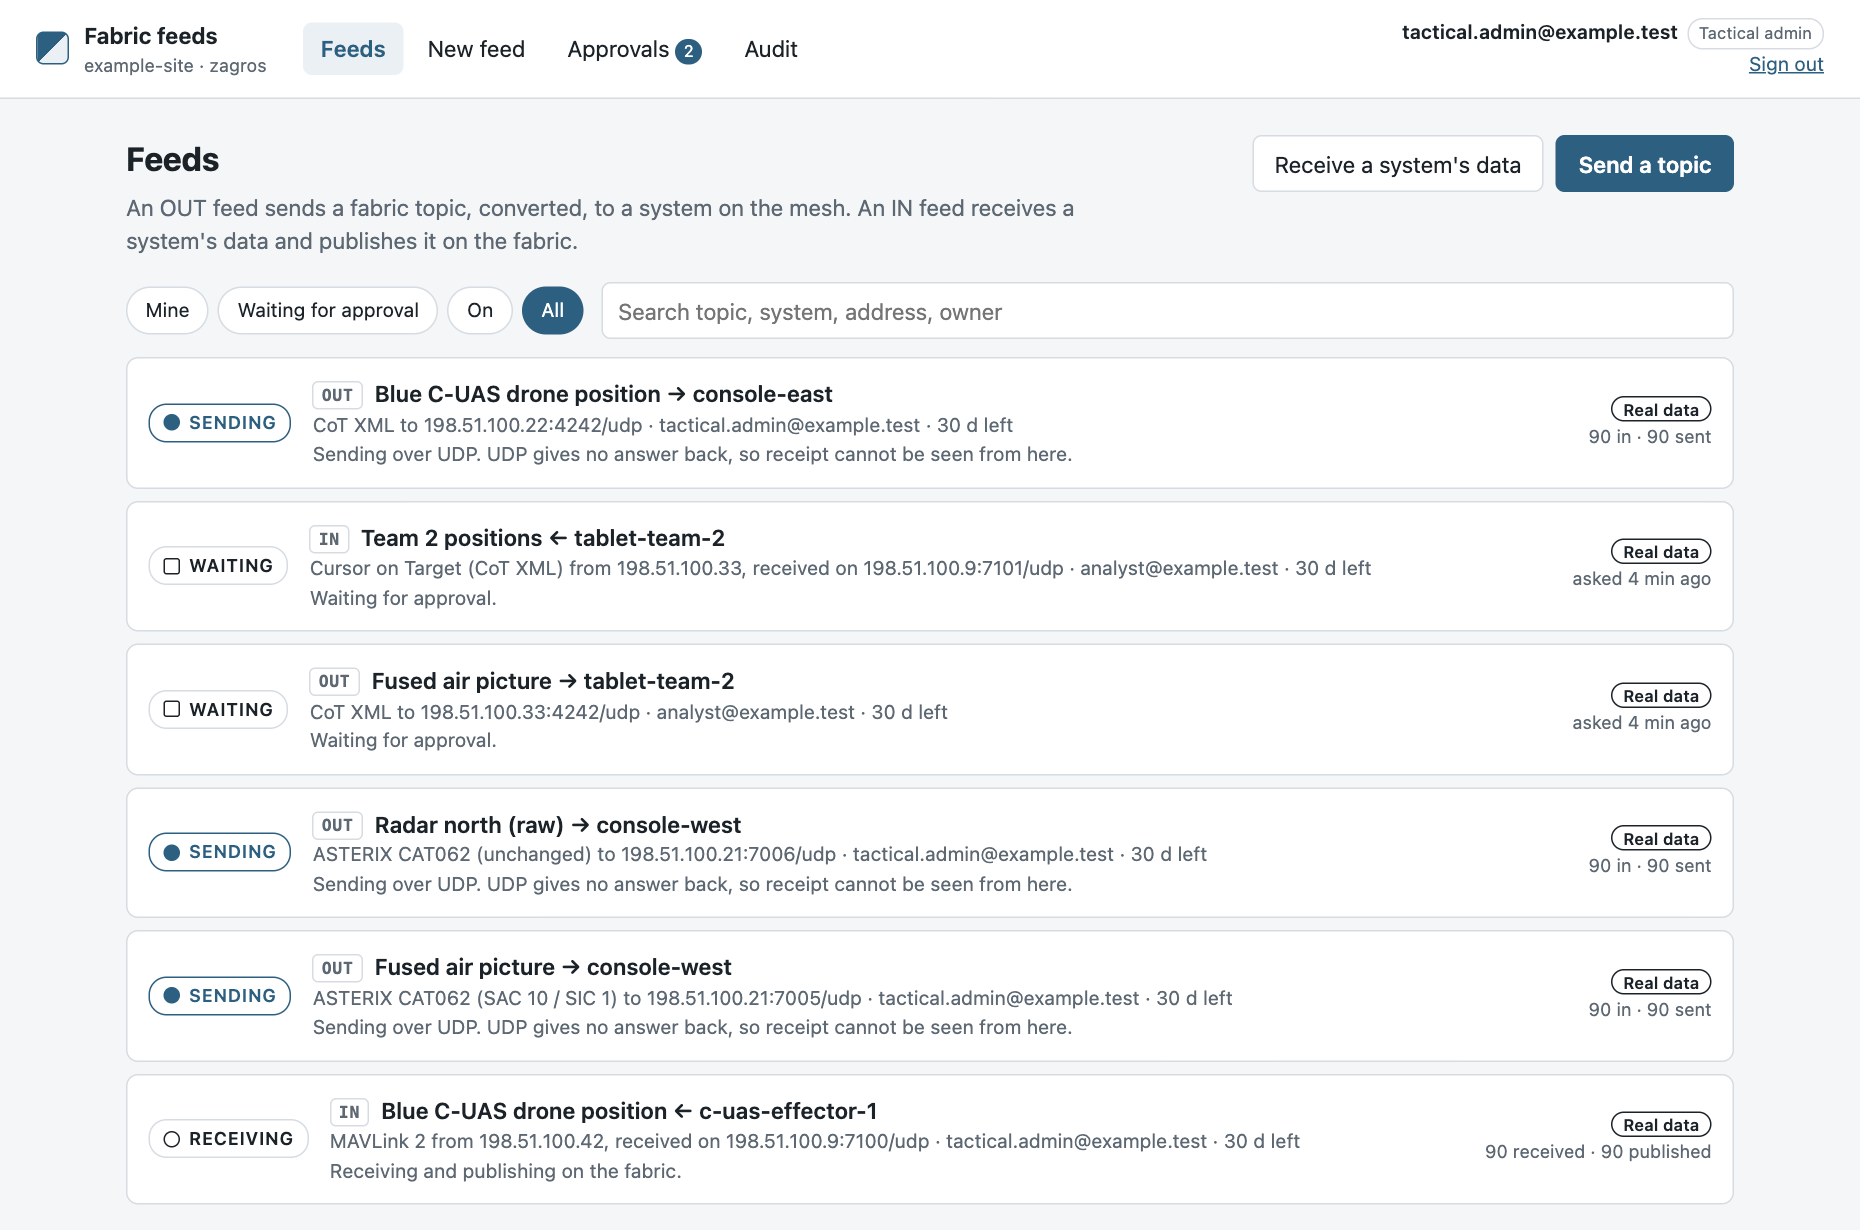 Fabric feeds
example-site · zagros
Feeds
New feed
Approvals 2
Audit
tactical.admin@example.test Tactical admin
Sign out
Feeds
Receive a system's data
Send a topic
An OUT feed sends a fabric topic, converted, to a system on the mesh. An IN feed receives a
system's data and publishes it on the fabric.
Mine
Waiting for approval
On
All
Search topic, system, address, owner
SENDING
OUT Blue C-UAS drone position → console-east
CoT XML to 198.51.100.22:4242/udp · tactical.admin@example.test · 30 d left
Sending over UDP. UDP gives no answer back, so receipt cannot be seen from here.
Real data
90 in · 90 sent
WAITING
IN Team 2 positions ← tablet-team-2
Cursor on Target (CoT XML) from 198.51.100.33, received on 198.51.100.9:7101/udp · analyst@example.test · 30 d left
Waiting for approval.
Real data
asked 4 min ago
WAITING
OUT Fused air picture → tablet-team-2
CoT XML to 198.51.100.33:4242/udp · analyst@example.test · 30 d left
Waiting for approval.
Real data
asked 4 min ago
SENDING
OUT Radar north (raw) → console-west
ASTERIX CAT062 (unchanged) to 198.51.100.21:7006/udp · tactical.admin@example.test · 30 d left
Sending over UDP. UDP gives no answer back, so receipt cannot be seen from here.
Real data
90 in · 90 sent
SENDING
OUT Fused air picture → console-west
ASTERIX CAT062 (SAC 10 / SIC 1) to 198.51.100.21:7005/udp · tactical.admin@example.test · 30 d left
Sending over UDP. UDP gives no answer back, so receipt cannot be seen from here.
Real data
90 in · 90 sent
RECEIVING
IN Blue C-UAS drone position ← c-uas-effector-1
MAVLink 2 from 198.51.100.42, received on 198.51.100.9:7100/udp · tactical.admin@example.test · 30 d left
Receiving and publishing on the fabric.
Real data
90 received · 90 published